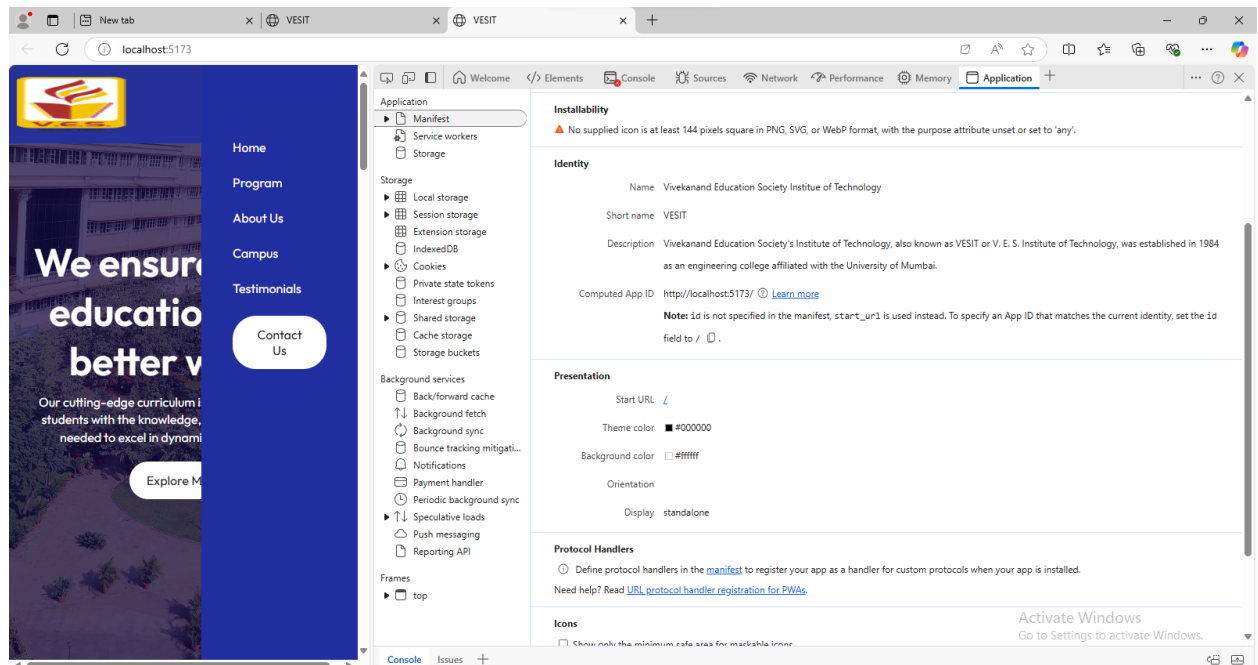 New tab
VESIT
VESIT
localhost:5173
V.E.S.
Home
Program
About Us
Campus
Testimonials
Contact
Us
We ensure
educatio
better w
Our cutting-edge curriculum i
students with the knowledge,
needed to excel in dynami
Explore M
Welcome
Elements
Console
Sources
Network
Performance
Memory
Application
Application
Manifest
Service workers
Storage
Storage
Local storage
Session storage
Extension storage
IndexedDB
Cookies
Private state tokens
Interest groups
Shared storage
Cache storage
Storage buckets
Background services
Back/forward cache
Background fetch
Background sync
Bounce tracking mitigati...
Notifications
Payment handler
Periodic background sync
Speculative loads
Push messaging
Reporting API
Frames
top
Installability
No supplied icon is at least 144 pixels square in PNG, SVG, or WebP format, with the purpose attribute unset or set to 'any'.
Identity
Name Vivekanand Education Society Institue of Technology
Short name VESIT
Description Vivekanand Education Society's Institute of Technology, also known as VESIT or V. E. S. Institute of Technology, was established in 1984
as an engineering college affiliated with the University of Mumbai.
Computed App ID http://localhost:5173/ Learn more
Note: id is not specified in the manifest, start_url is used instead. To specify an App ID that matches the current identity, set the id
field to / .
Presentation
Start URL /
Theme color #000000
Background color #ffffff
Orientation
Display standalone
Protocol Handlers
Define protocol handlers in the manifest to register your app as a handler for custom protocols when your app is installed.
Need help? Read URL protocol handler registration for PWAs.
Icons
Show only the minimum safe area for maskable icons
Activate Windows
Go to Settings to activate Windows.
Console Issues